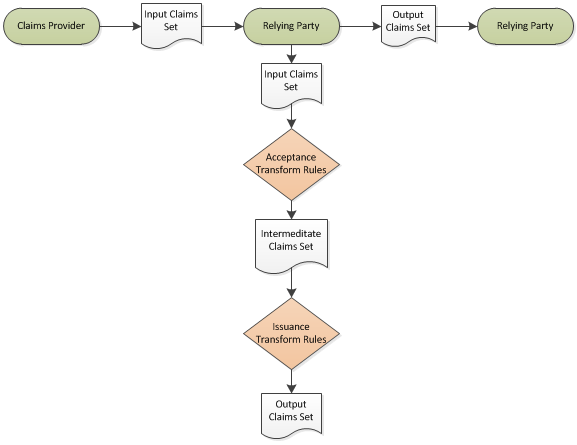 Claims Provider
Input Claims
Set
Relying Party
Output
Claims Set
Relying Party
Input Claims
Set
Acceptance
Transform Rules
Intermeditate
Claims Set
Issuance
Transform Rules
Output
Claims Set